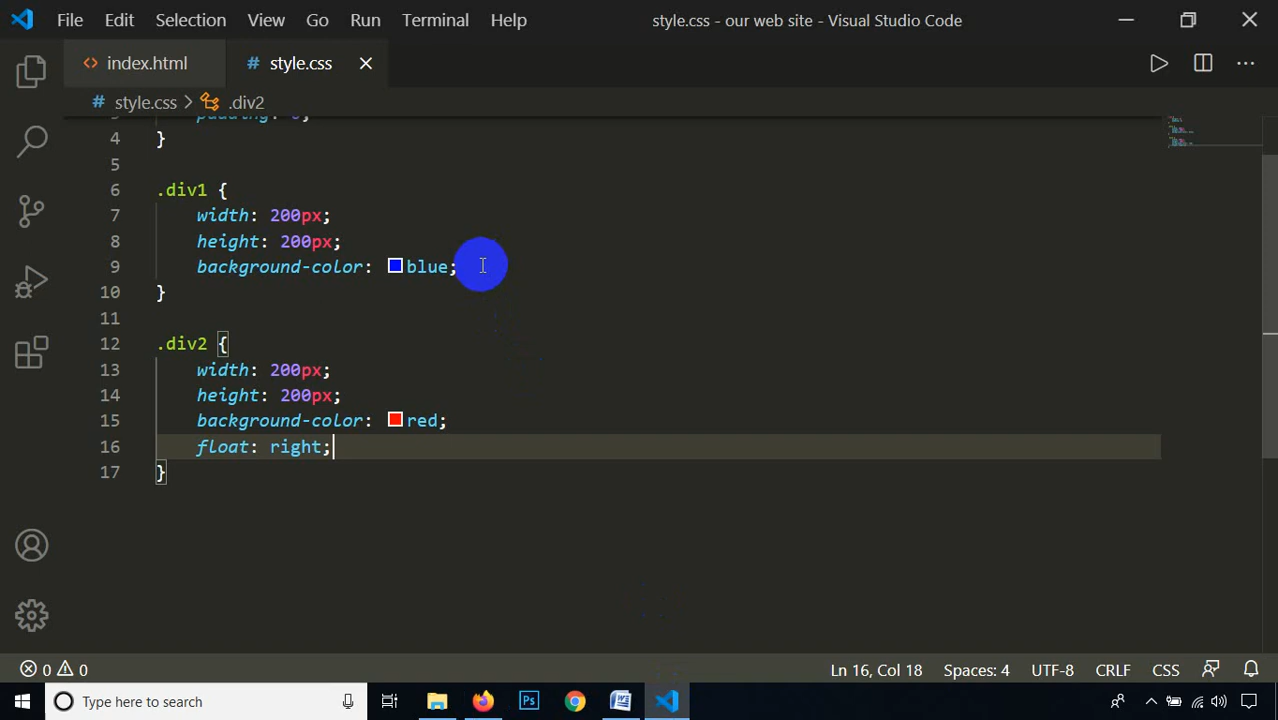 File Edit Selection View Go Run Terminal Help style.css - our web site - Visual Studio Code
<> index.html # style.css
# style.css > .div2
4 }
5
6 .div1 {
7 width: 200px;
8 height: 200px;
9 background-color: blue;
10 }
11
12 .div2 {
13 width: 200px;
14 height: 200px;
15 background-color: red;
16 float: right;
17 }
0 0 Ln 16, Col 18 Spaces: 4 UTF-8 CRLF CSS
Type here to search Ps